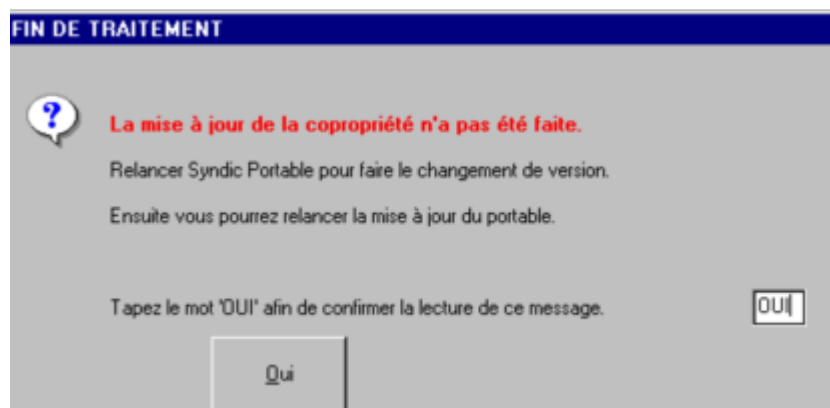 FIN DE TRAITEMENT
La mise à jour de la copropriété n'a pas été faite.
Relancer Syndic Portable pour faire le changement de version.
Ensuite vous pourrez relancer la mise à jour du portable.
Tapez le mot 'OUI' afin de confirmer la lecture de ce message. OUI
Oui